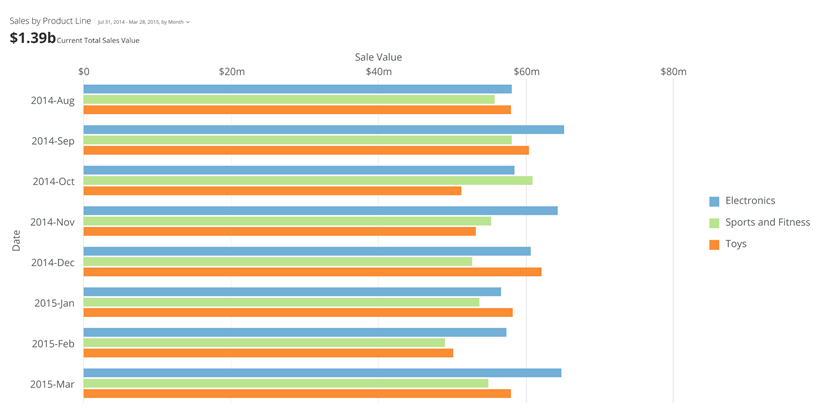 Sales by Product Line Jul 31, 2014 - Mar 28, 2015, by Month
$1.39b Current Total Sales Value
Sale Value
$0 $20m $40m $60m $80m
2014-Aug
2014-Sep
2014-Oct
2014-Nov
2014-Dec
2015-Jan
2015-Feb
2015-Mar
Date
Electronics
Sports and Fitness
Toys